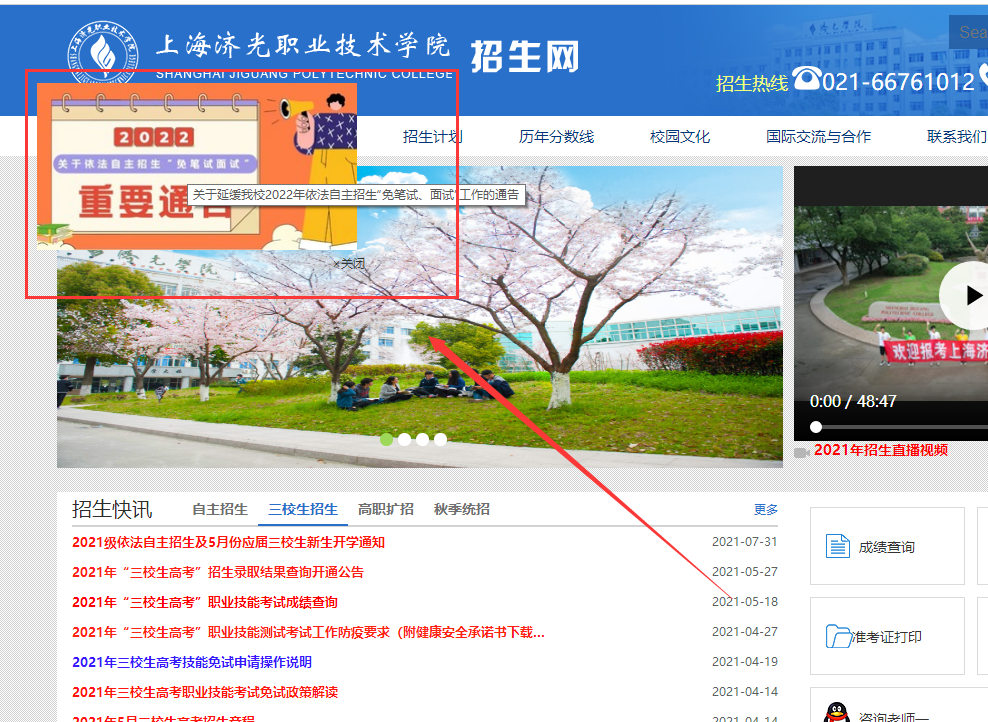 上海济光职业技术学院
SHANGHAI JIGUANG POLYTECHNIC COLLEGE
招生网
Sea
招生热线
021-66761012
招生计划
历年分数线
校园文化
国际交流与合作
联系我们
2022
关于依法自主招生“免笔试面试”
重要通告
关于延缓我校2022年依法自主招生“免笔试、面试”工作的通告
×关闭
欢迎报考上海济
0:00 / 48:47
2021年招生直播视频
招生快讯
自主招生
三校生招生
高职扩招
秋季统招
更多
2021级依法自主招生及5月份应届三校生新生开学通知
2021-07-31
2021年“三校生高考”招生录取结果查询开通公告
2021-05-27
2021年“三校生高考”职业技能考试成绩查询
2021-05-18
2021年“三校生高考”职业技能测试考试工作防疫要求（附健康安全承诺书下载...
2021-04-27
2021年三校生高考技能免试申请操作说明
2021-04-19
2021年三校生高考职业技能考试免试政策解读
2021-04-14
2021年5月三校生高考招生章程
2021-04-14
成绩查询
准考证打印
咨询老师一